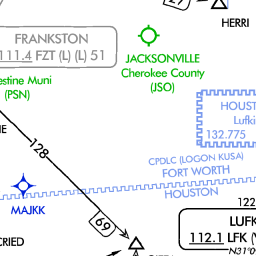 HERRI
FRANKSTON
111.4 FZT (L) (L) 51
JACKSONVILLE
Cherokee County
(JSO)
estine Muni
(PSN)
HOUST
Lufki
132.775
128
CPDLC (LOGON KUSA)
FORT WORTH
HOUSTON
MAJKK
69
122
LUFK
112.1 LFK (
N31°0
CRIED